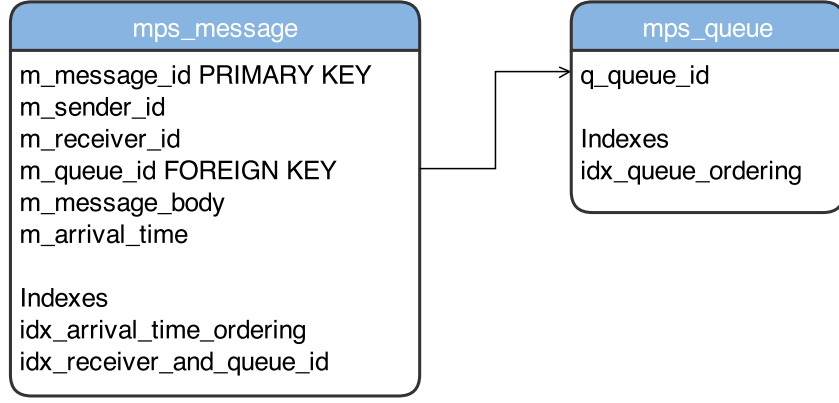 mps_message
m_message_id PRIMARY KEY
m_sender_id
m_receiver_id
m_queue_id FOREIGN KEY
m_message_body
m_arrival_time
Indexes
idx_arrival_time_ordering
idx_receiver_and_queue_id
mps_queue
q_queue_id
Indexes
idx_queue_ordering